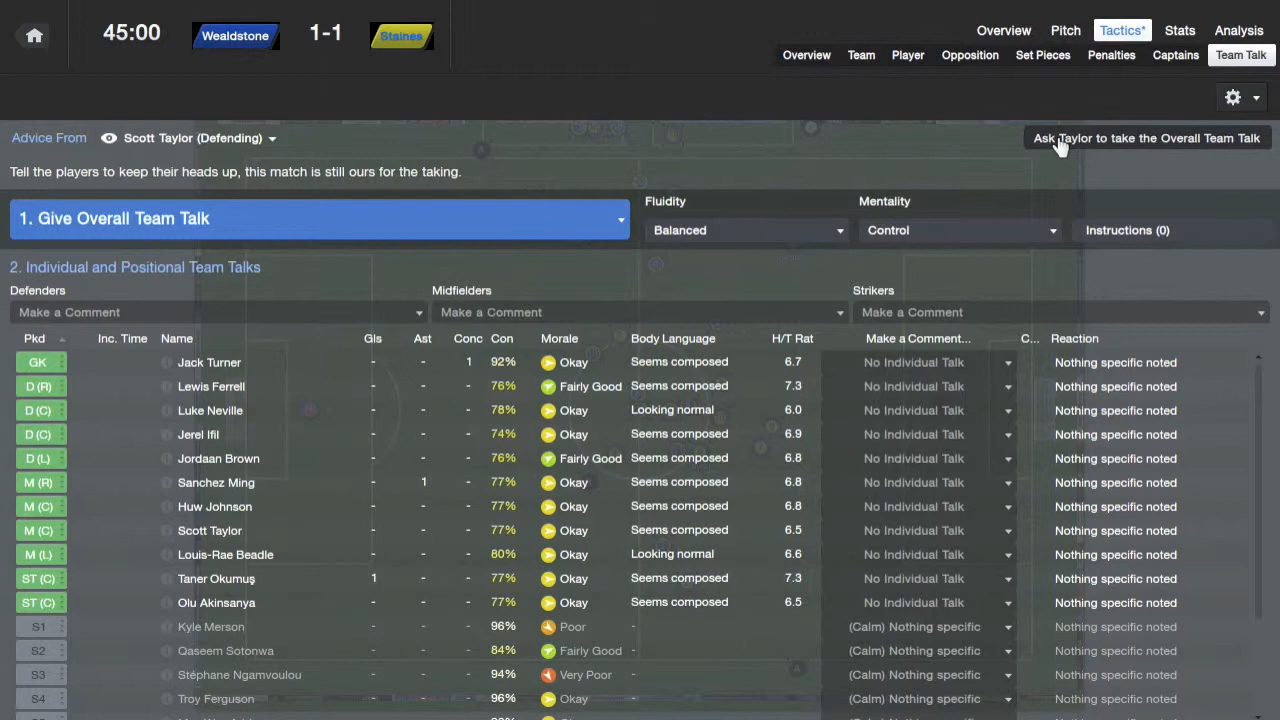 45:00 Wealdstone 1-1 Staines
Overview Pitch Tactics* Stats Analysis
Overview Team Player Opposition Set Pieces Penalties Captains Team Talk
Advice From Scott Taylor (Defending) Ask Taylor to take the Overall Team Talk
Tell the players to keep their heads up, this match is still ours for the taking.
Fluidity Mentality
1. Give Overall Team Talk Balanced Control Instructions (0)
2. Individual and Positional Team Talks
Defenders Midfielders Strikers
Make a Comment Make a Comment Make a Comment
Pkd Inc. Time Name Gls Ast Conc Con Morale Body Language H/T Rat Make a Comment... C... Reaction
GK Jack Turner - - 1 92% Okay Seems composed 6.7 No Individual Talk Nothing specific noted
D (R) Lewis Ferrell - - - 76% Fairly Good Seems composed 7.3 No Individual Talk Nothing specific noted
D (C) Luke Neville - - - 78% Okay Looking normal 6.0 No Individual Talk Nothing specific noted
D (C) Jerel Ifil - - - 74% Okay Seems composed 6.9 No Individual Talk Nothing specific noted
D (L) Jordaan Brown - - - 76% Fairly Good Seems composed 6.8 No Individual Talk Nothing specific noted
M (R) Sanchez Ming - 1 - 77% Okay Seems composed 6.8 No Individual Talk Nothing specific noted
M (C) Huw Johnson - - - 77% Okay Seems composed 6.8 No Individual Talk Nothing specific noted
M (C) Scott Taylor - - - 77% Okay Seems composed 6.5 No Individual Talk Nothing specific noted
M (L) Louis-Rae Beadle - - - 80% Okay Looking normal 6.6 No Individual Talk Nothing specific noted
ST (C) Taner Okumuş 1 - - 77% Okay Seems composed 7.3 No Individual Talk Nothing specific noted
ST (C) Olu Akinsanya - - - 77% Okay Seems composed 6.5 No Individual Talk Nothing specific noted
S1 Kyle Merson - - - 96% Poor - (Calm) Nothing specific Nothing specific noted
S2 Qaseem Sotonwa - - - 84% Fairly Good - (Calm) Nothing specific Nothing specific noted
S3 Stéphane Ngamvoulou - - - 94% Very Poor - (Calm) Nothing specific Nothing specific noted
S4 Troy Ferguson - - - 96% Okay - (Calm) Nothing specific Nothing specific noted